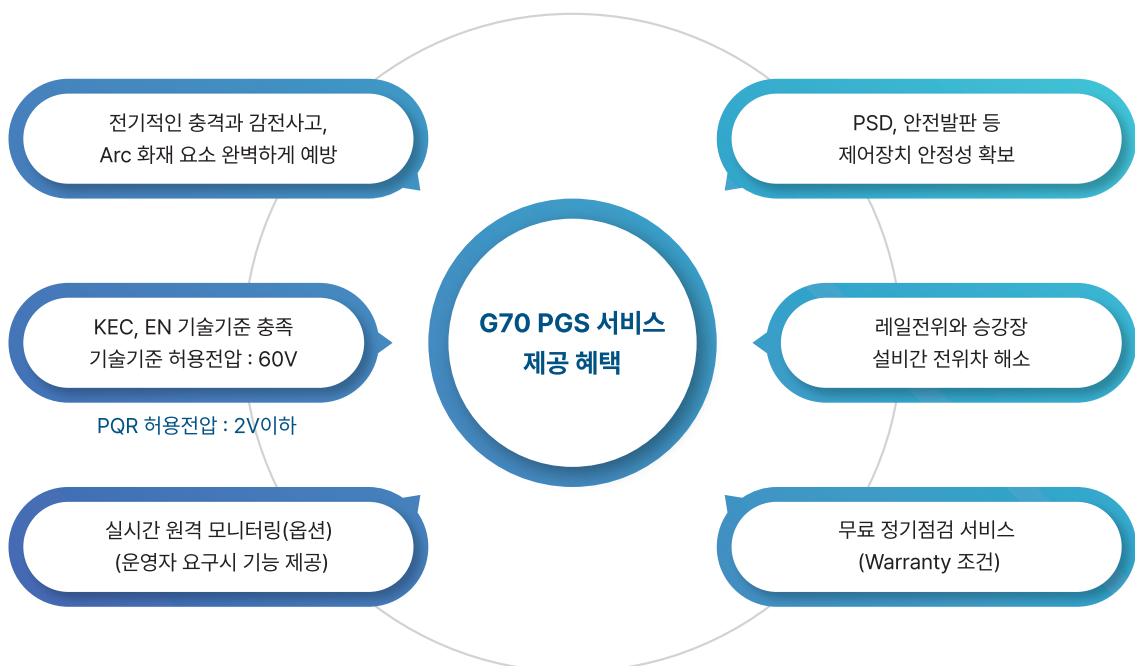 전기적인 충격과 감전사고,
Arc 화재 요소 완벽하게 예방
PSD, 안전발판 등
제어장치 안정성 확보
KEC, EN 기술기준 충족
기술기준 허용전압 : 60V
PQR 허용전압 : 2V이하
G70 PGS 서비스
제공 혜택
레일전위와 승강장
설비간 전위차 해소
실시간 원격 모니터링(옵션)
(운영자 요구시 기능 제공)
무료 정기점검 서비스
(Warranty 조건)